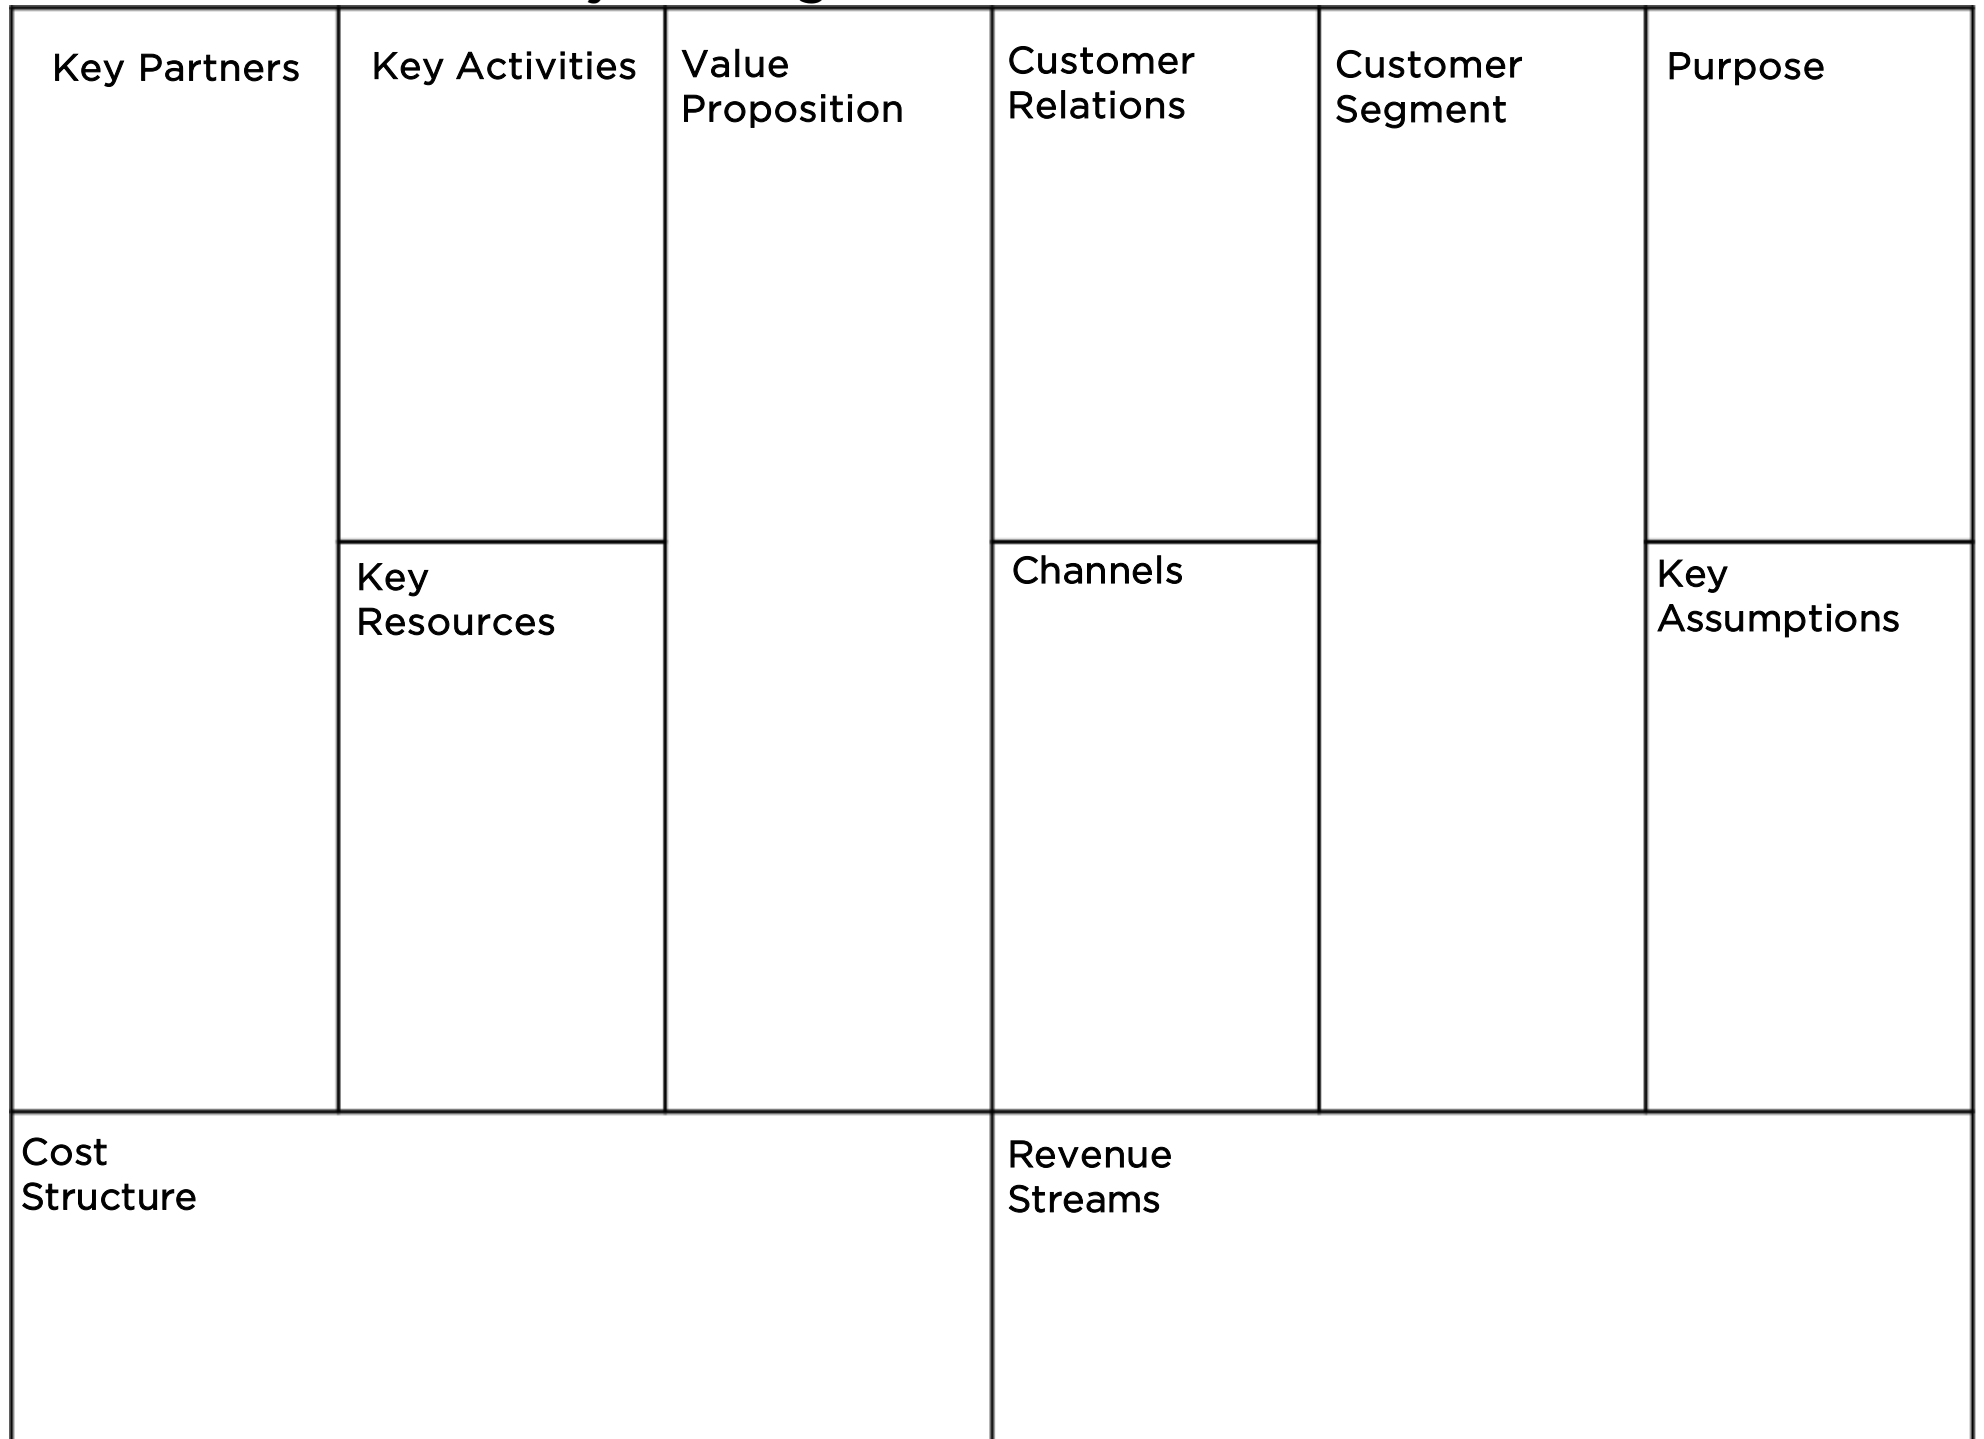 Key Partners
Key Activities
Value
Proposition
Customer
Relations
Customer
Segment
Purpose
Key
Resources
Channels
Key
Assumptions
Cost
Structure
Revenue
Streams